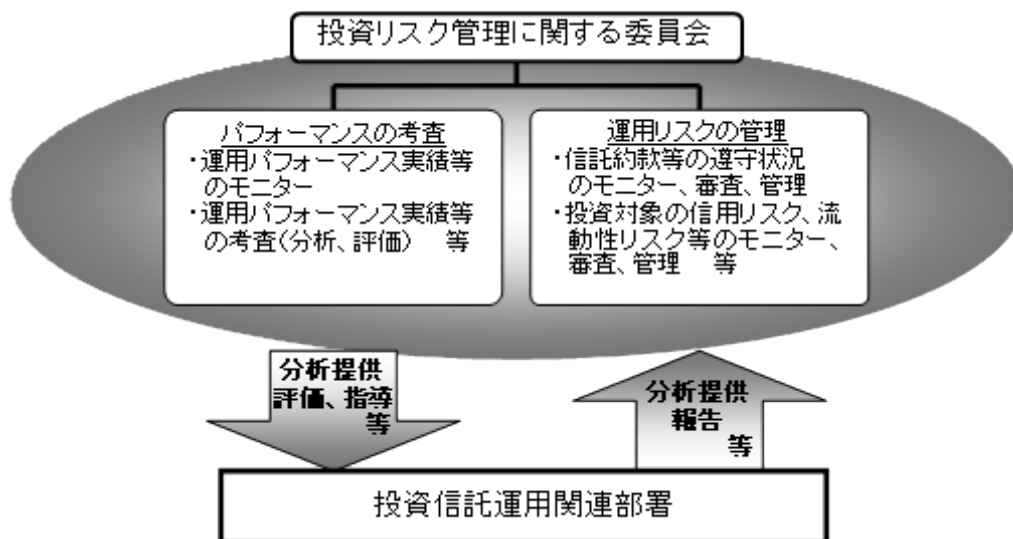 投資リスク管理に関する委員会
パフォーマンスの考査
・運用パフォーマンス実績等
のモニター
・運用パフォーマンス実績等
の考査(分析、評価) 等
運用リスクの管理
・信託約款等の遵守状況
のモニター、審査、管理
・投資対象の信用リスク、流
動性リスク等のモニター、
審査、管理 等
分析提供
評価、指導
等
分析提供
報告
等
投資信託運用関連部署